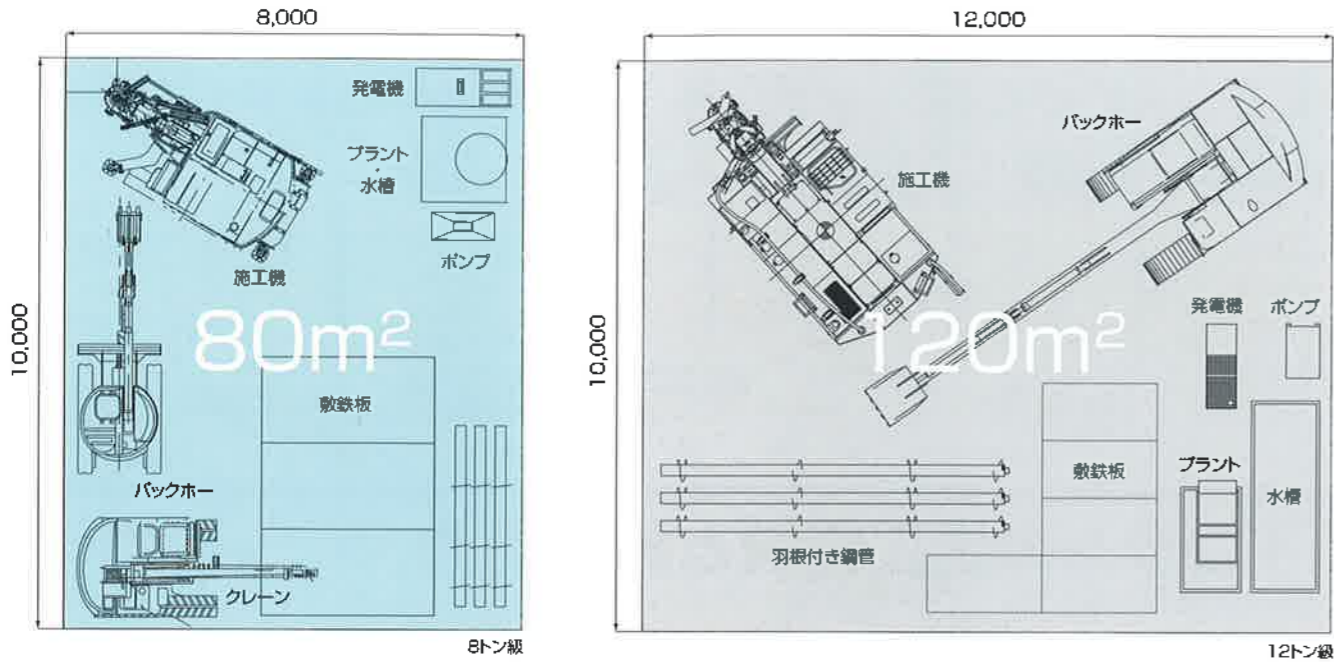 8,000
10,000
発電機
プラント
・
水槽
ポンプ
施工機
80m²
敷鉄板
バックホー
クレーン
8トン級
12,000
10,000
バックホー
施工機
120m²
発電機
ポンプ
敷鉄板
プラント
水槽
羽根付き鋼管
12トン級